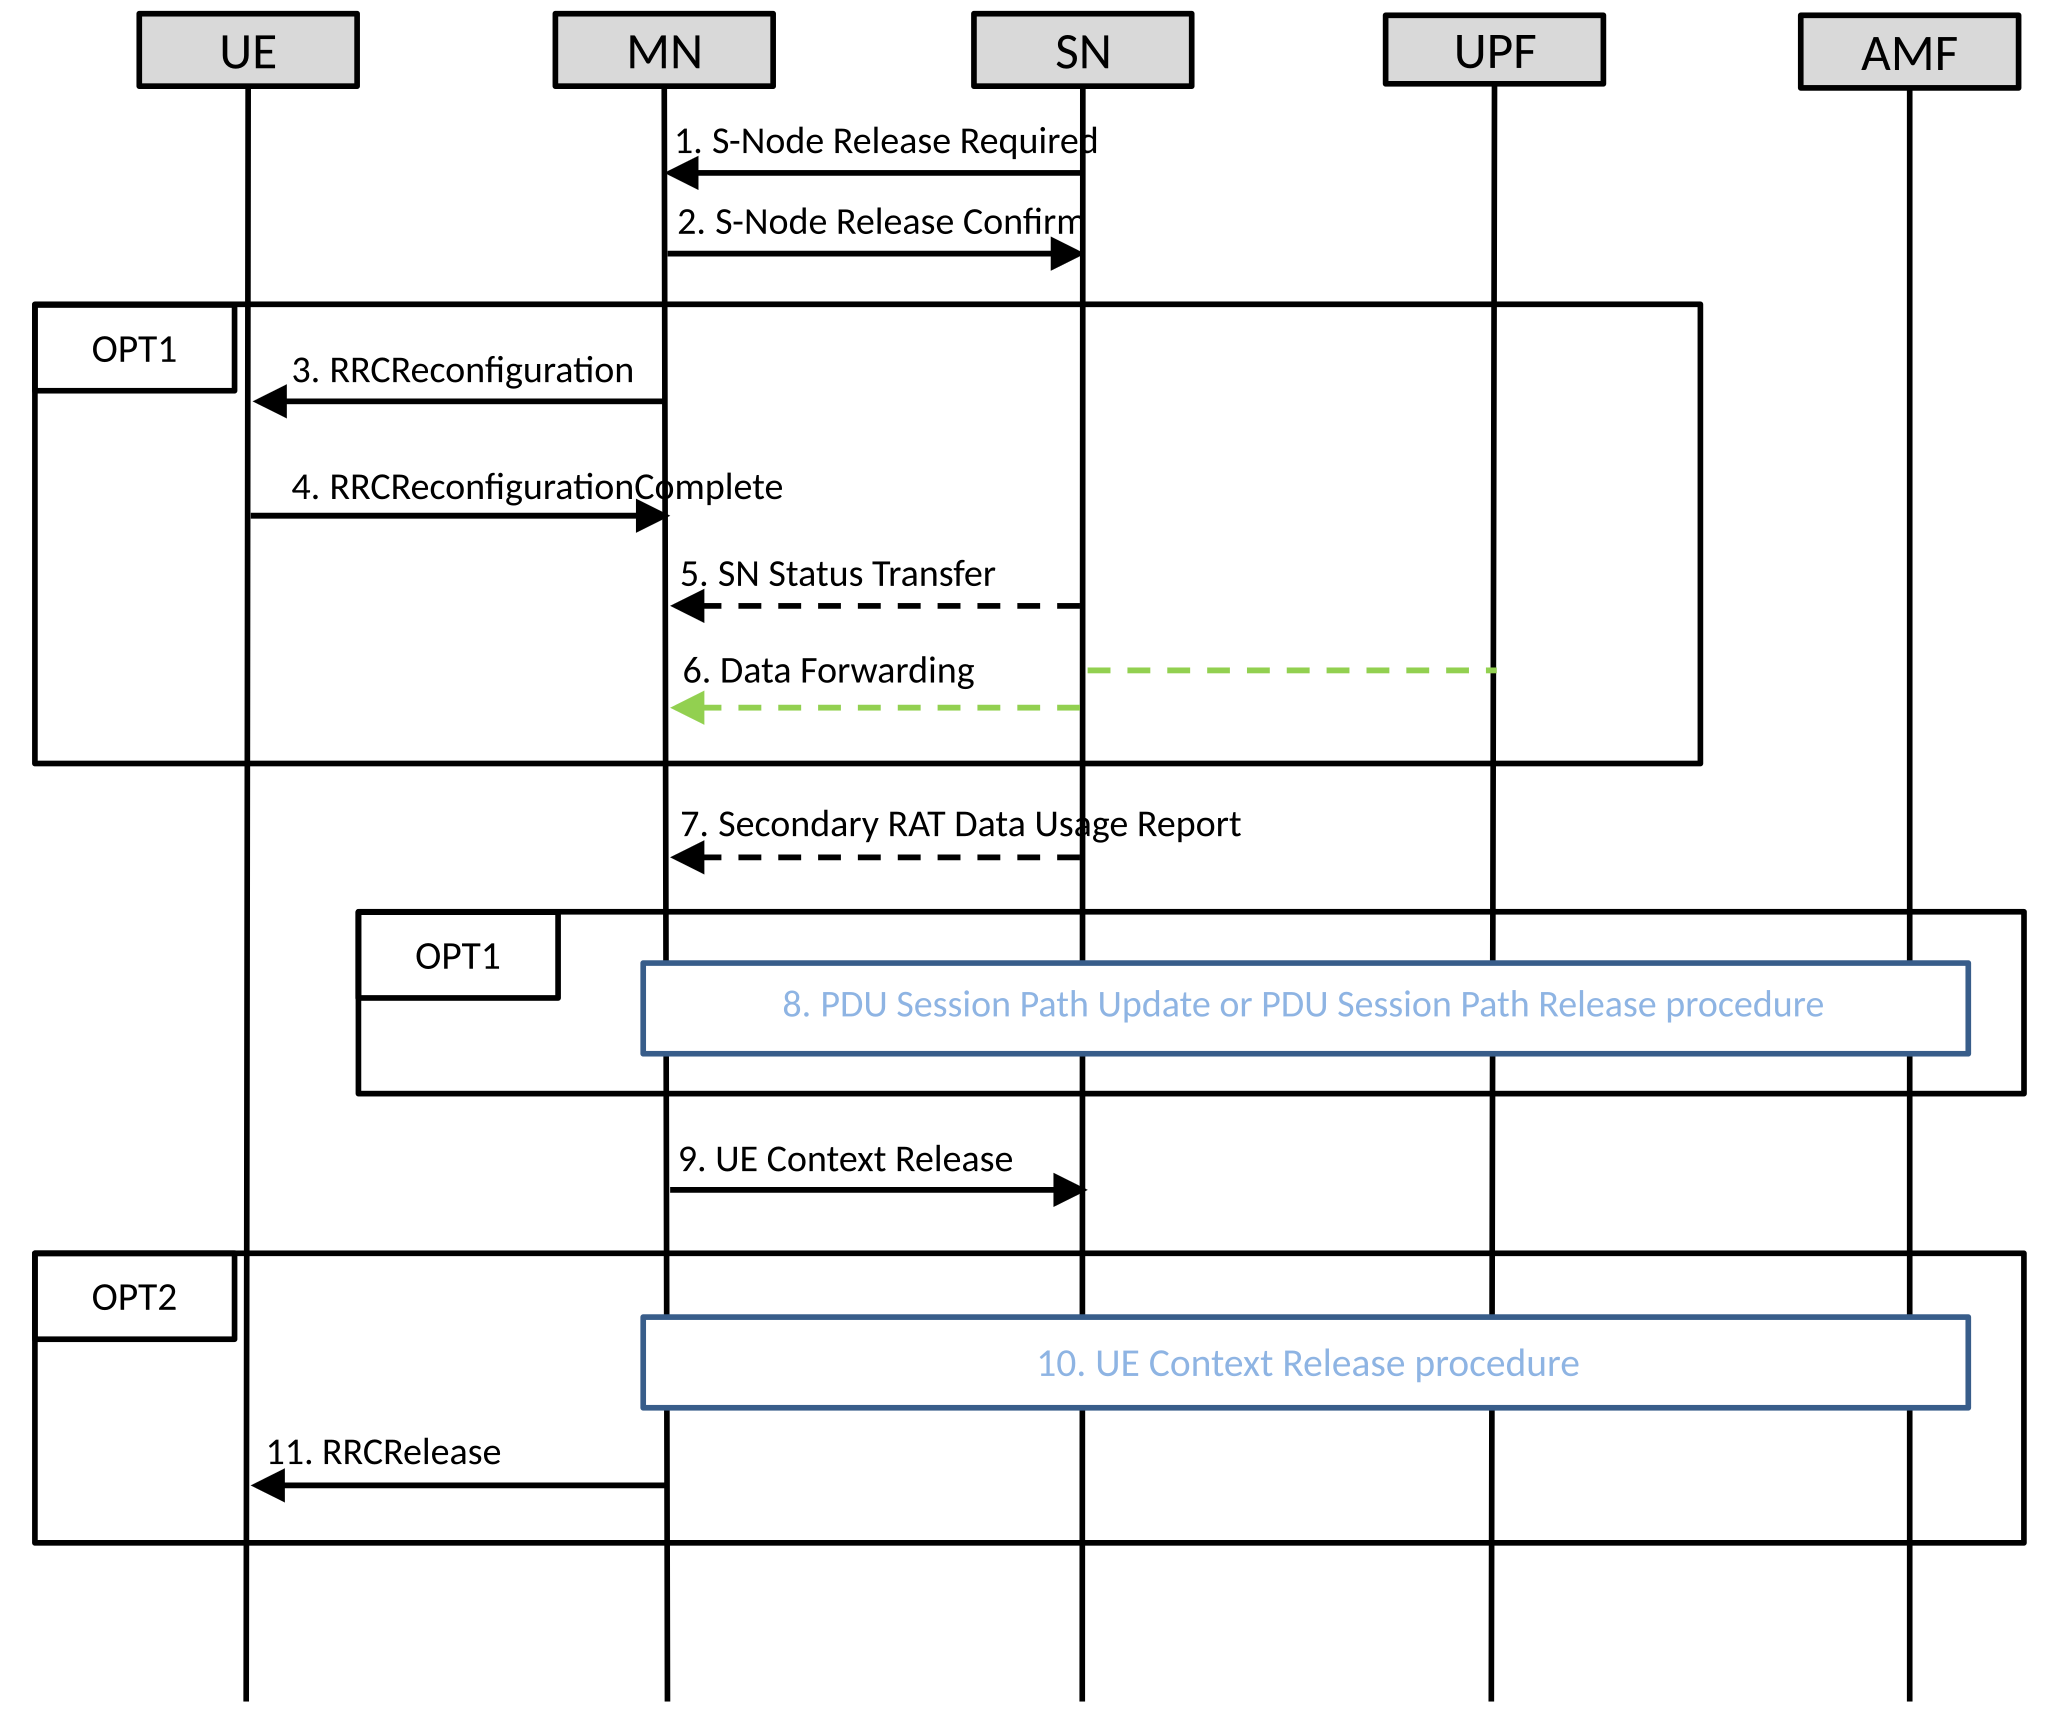 UE
MN
SN
UPF
AMF
1. S-Node Release Required
2. S-Node Release Confirm
OPT1
3. RRCReconfiguration
4. RRCReconfigurationComplete
5. SN Status Transfer
6. Data Forwarding
7. Secondary RAT Data Usage Report
OPT1
8. PDU Session Path Update or PDU Session Path Release procedure
9. UE Context Release
OPT2
10. UE Context Release procedure
11. RRCRelease